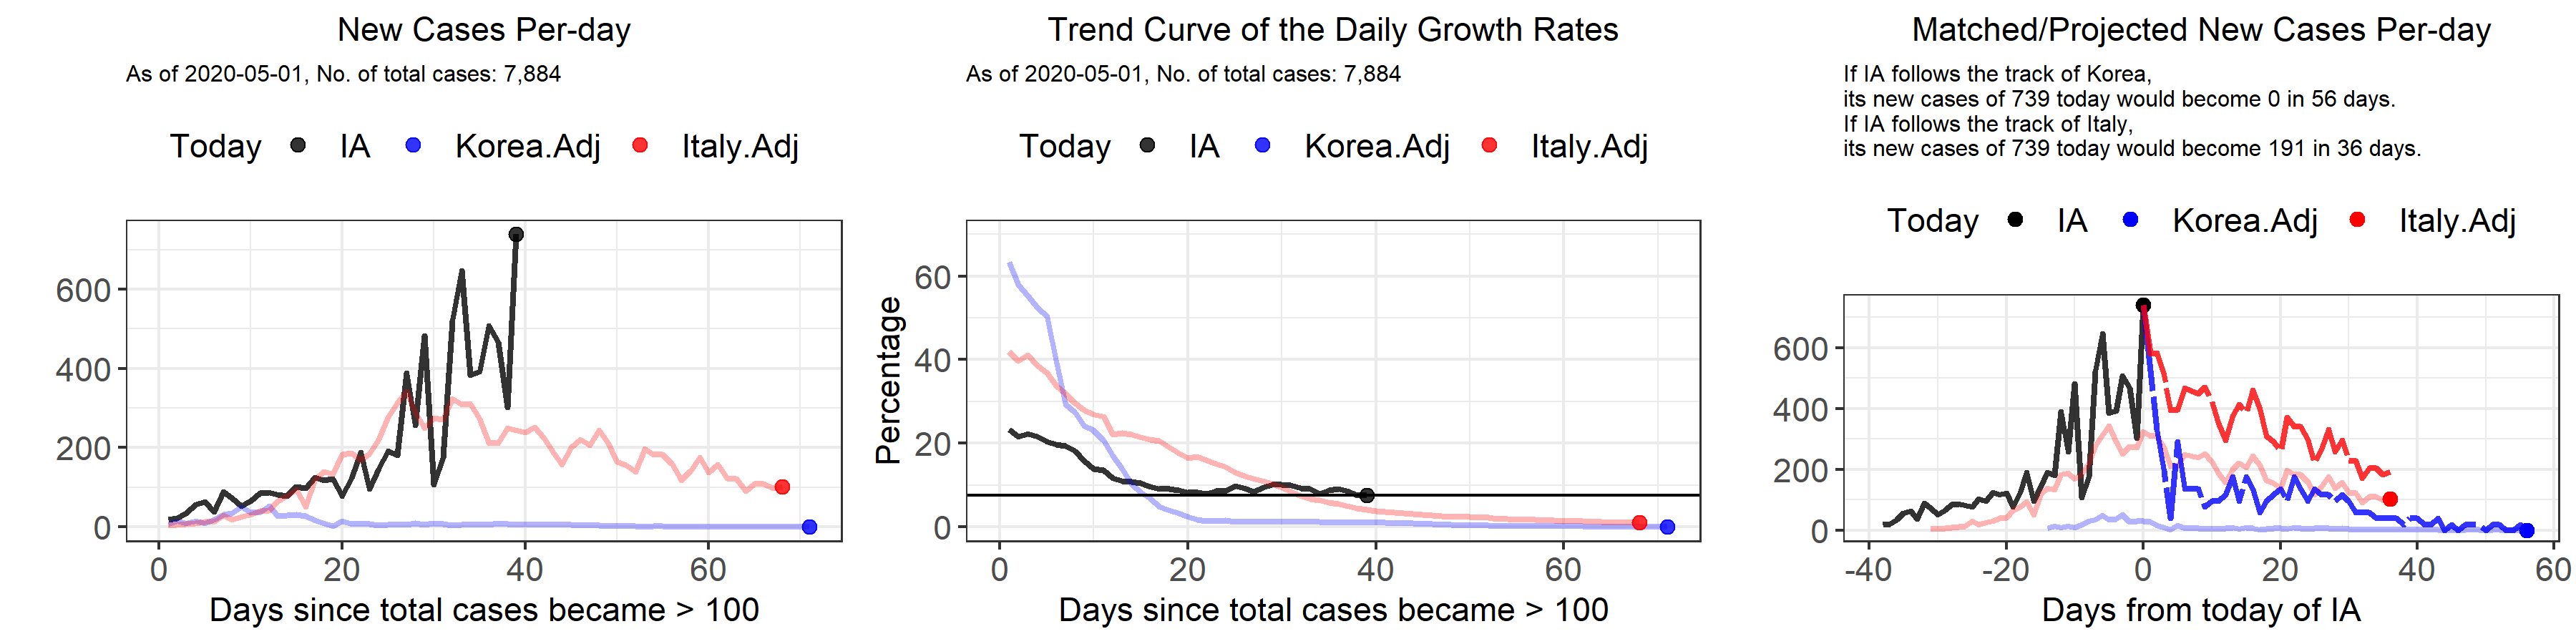 New Cases Per-day
As of 2020-05-01, No. of total cases: 7,884
Today IA Korea.Adj Italy.Adj
600
400
200
0
0 20 40 60
Days since total cases became > 100
Trend Curve of the Daily Growth Rates
As of 2020-05-01, No. of total cases: 7,884
Today IA Korea.Adj Italy.Adj
Percentage
60
40
20
0
0 20 40 60
Days since total cases became > 100
Matched/Projected New Cases Per-day
If IA follows the track of Korea,
its new cases of 739 today would become 0 in 56 days.
If IA follows the track of Italy,
its new cases of 739 today would become 191 in 36 days.
Today IA Korea.Adj Italy.Adj
600
400
200
0
-40 -20 0 20 40 60
Days from today of IA